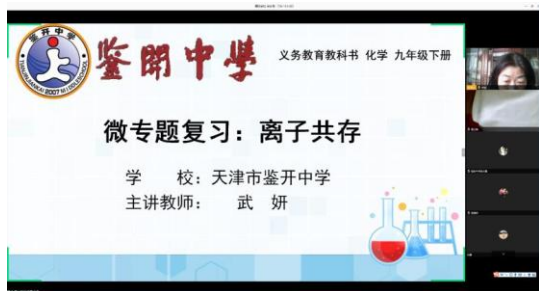 鉴开中学
义务教育教科书 化学 九年级下册
微专题复习：离子共存
学 校：天津市鉴开中学
主讲教师： 武 妍